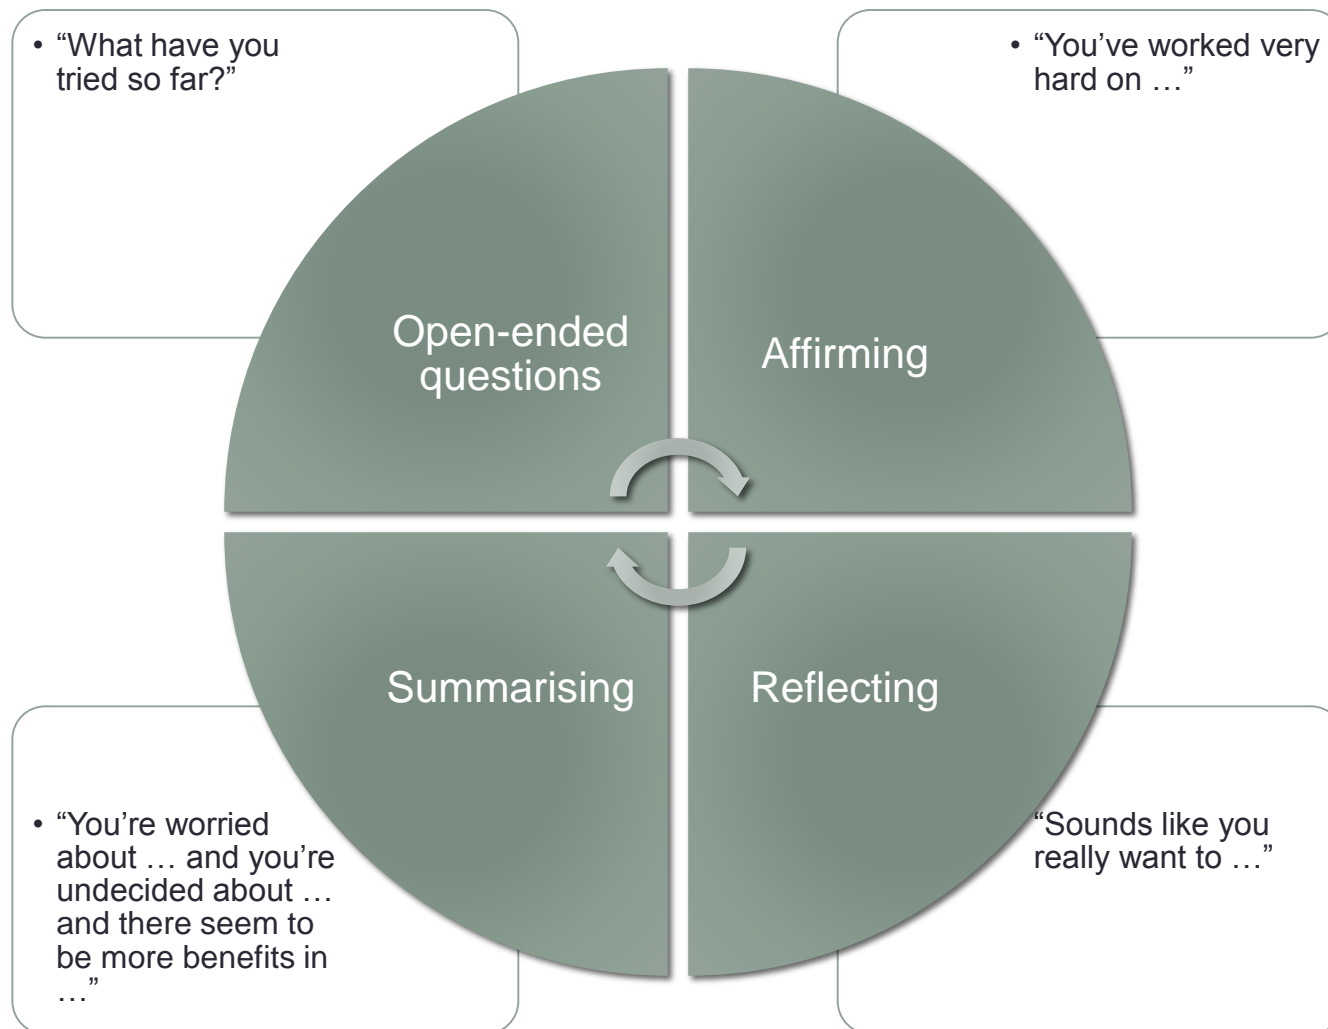 • “What have you
tried so far?”
• “You’ve worked very
hard on …”
Open-ended
questions
Affirming
Summarising
Reflecting
• “You’re worried
about … and you’re
undecided about …
and there seem to
be more benefits in
…”
“Sounds like you
really want to …”